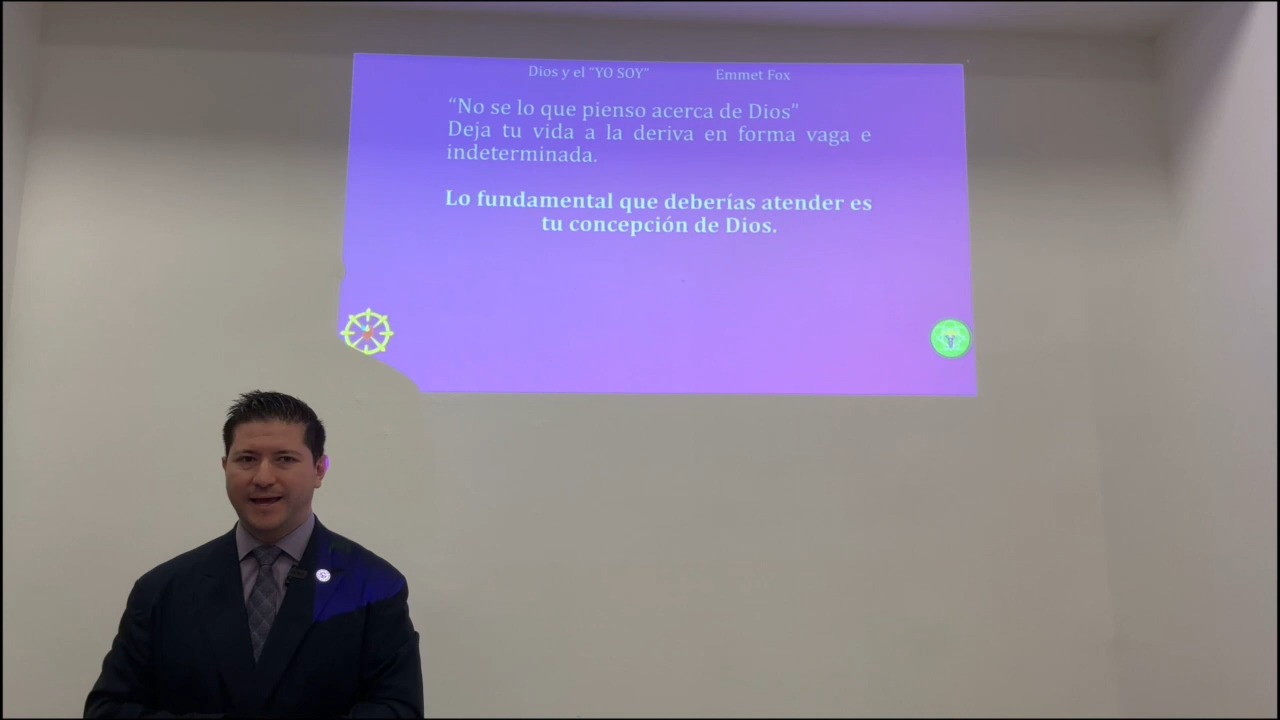 Dios y el "YO SOY" Emmet Fox
“No se lo que pienso acerca de Dios”
Deja tu vida a la deriva en forma vaga e
indeterminada.
Lo fundamental que deberías atender es
tu concepción de Dios.